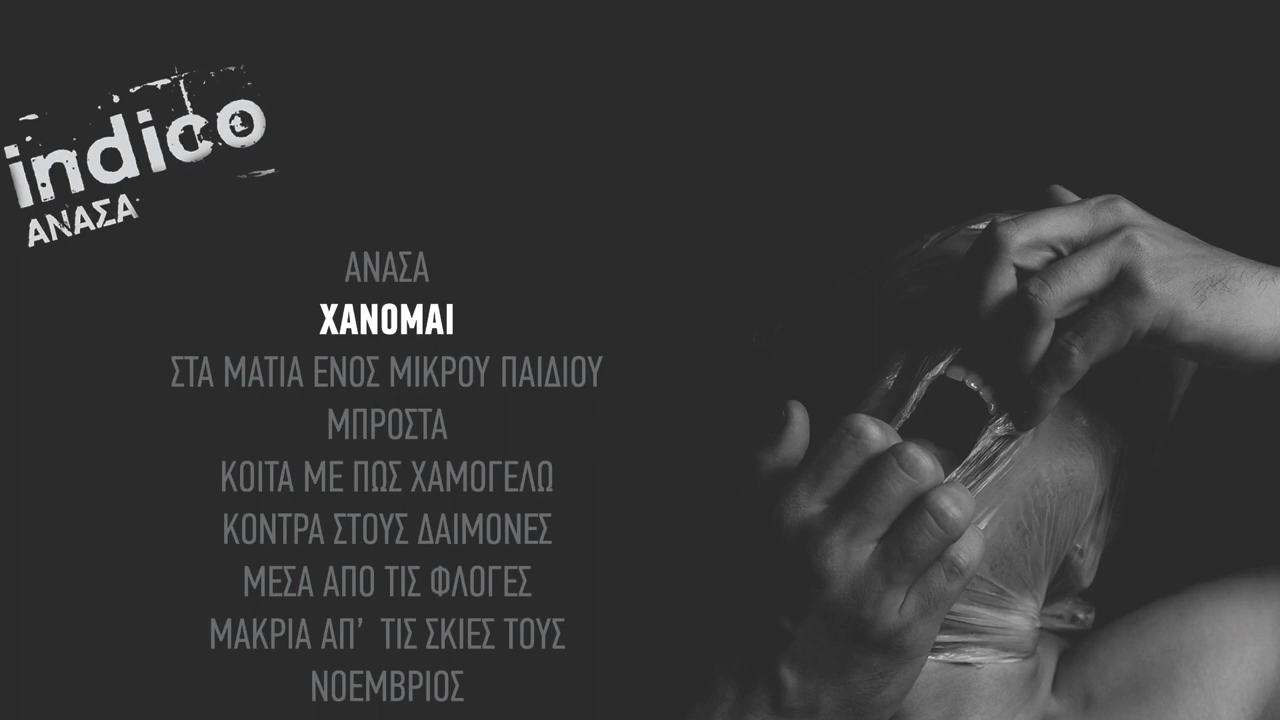 indico
ΑΝΑΣΑ
ΑΝΑΣΑ
ΧΑΝΟΜΑΙ
ΣΤΑ ΜΑΤΙΑ ΕΝΟΣ ΜΙΚΡΟΥ ΠΑΙΔΙΟΥ
ΜΠΡΟΣΤΑ
ΚΟΙΤΑ ΜΕ ΠΩΣ ΧΑΜΟΓΕΛΩ
ΚΟΝΤΡΑ ΣΤΟΥΣ ΔΑΙΜΟΝΕΣ
ΜΕΣΑ ΑΠΟ ΤΙΣ ΦΛΟΓΕΣ
ΜΑΚΡΙΑ ΑΠ’ ΤΙΣ ΣΚΙΕΣ ΤΟΥΣ
ΝΟΕΜΒΡΙΟΣ